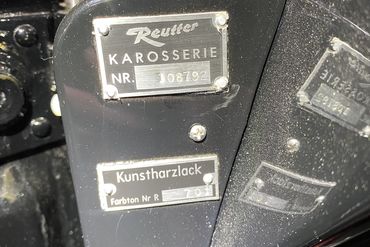 Reutter
KAROSSERIE
NR. 108792
Kunstharzlack
Farbton Nr R 701